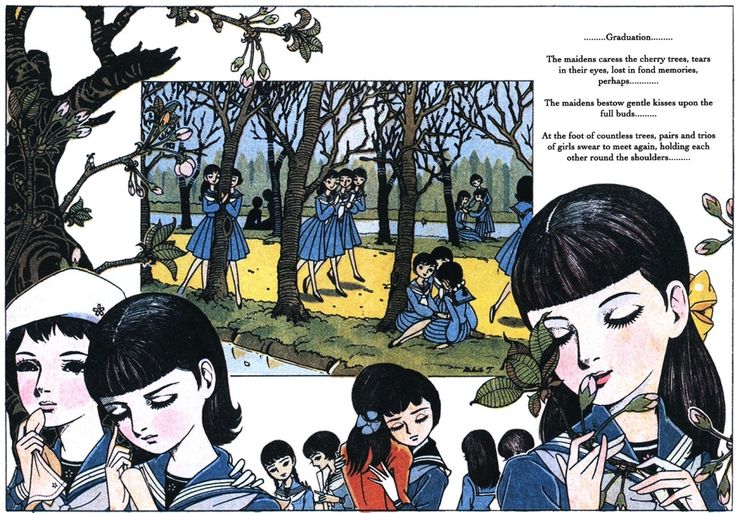 .........Graduation.........
The maidens caress the cherry trees, tears
in their eyes, lost in fond memories,
perhaps............
The maidens bestow gentle kisses upon the
full buds.........
At the foot of countless trees, pairs and trios
of girls swear to meet again, holding each
other round the shoulders.........